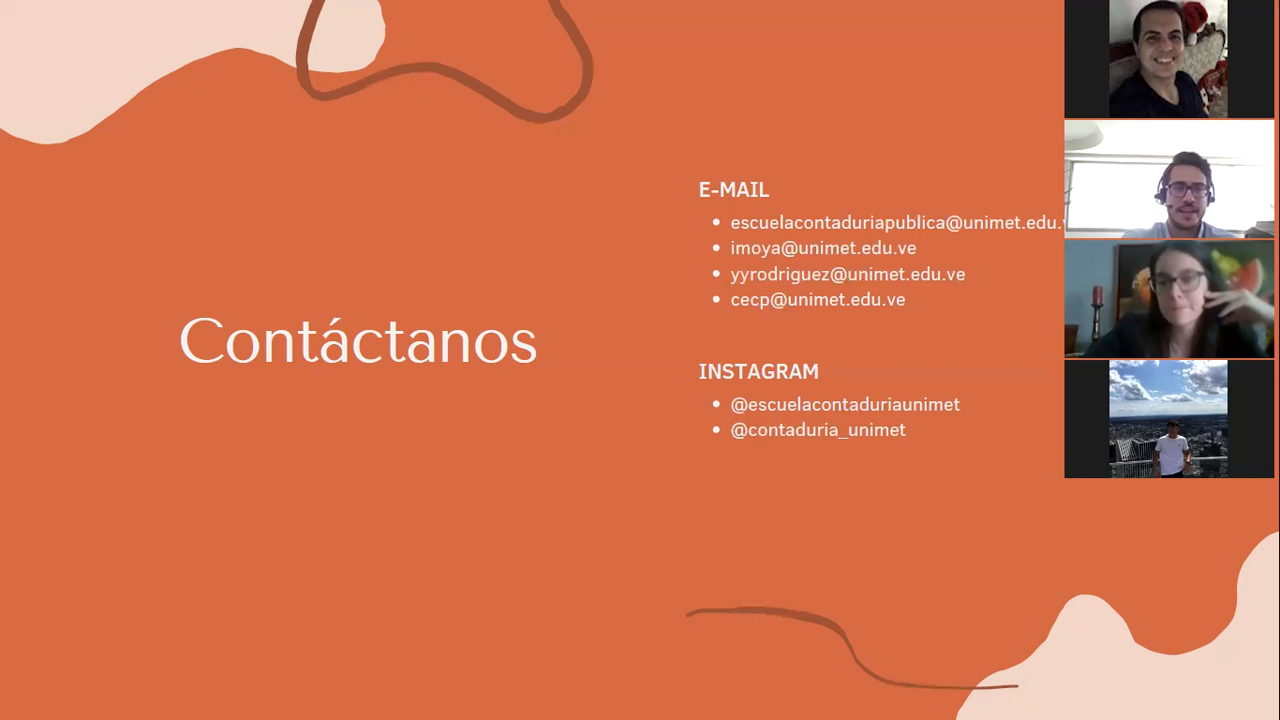 Contáctanos
E-MAIL
escuelacontaduriapublica@unimet.edu.
imoya@unimet.edu.ve
yyrodriguez@unimet.edu.ve
cecp@unimet.edu.ve
INSTAGRAM
@escuelacontaduriaunimet
@contaduria_unimet